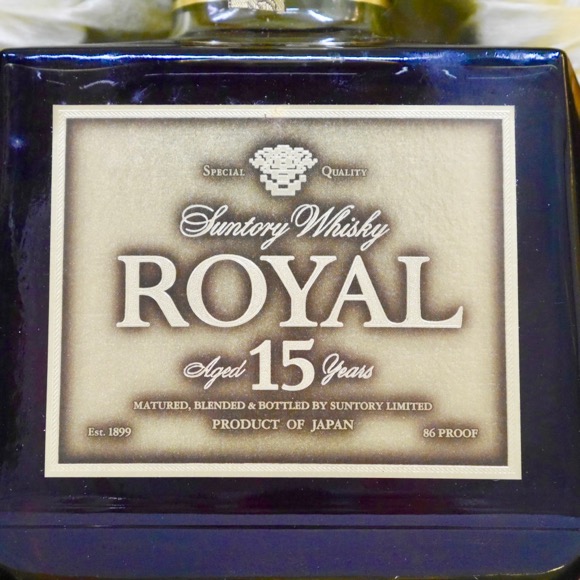 SPECIAL QUALITY
Suntory Whisky
ROYAL
Aged 15 Years
MATURED, BLENDED & BOTTLED BY SUNTORY LIMITED
PRODUCT OF JAPAN
Est. 1899 86 PROOF